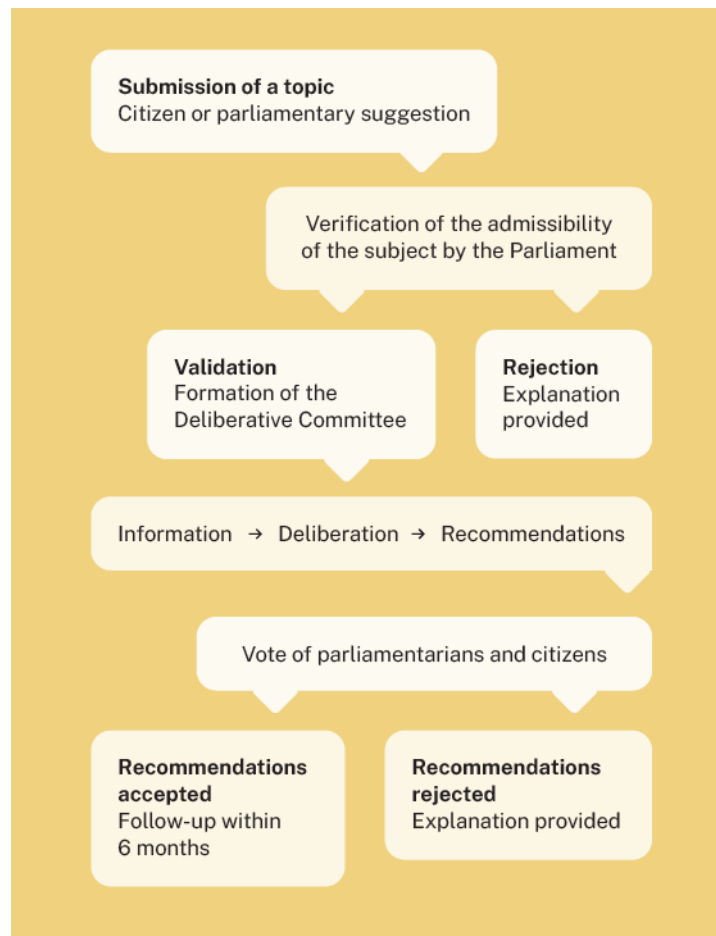 Submission of a topic
Citizen or parliamentary suggestion
Verification of the admissibility
of the subject by the Parliament
Validation
Formation of the
Deliberative Committee
Rejection
Explanation
provided
Information → Deliberation → Recommendations
Vote of parliamentarians and citizens
Recommendations
accepted
Follow-up within
6 months
Recommendations
rejected
Explanation provided